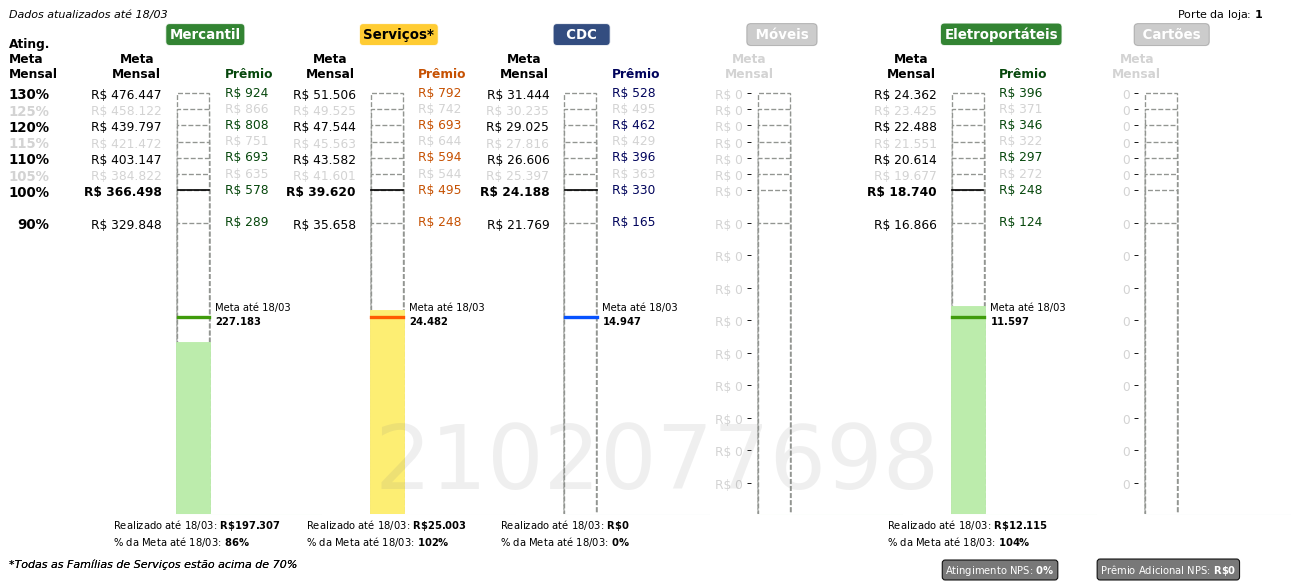 Dados atualizados até 18/03
Porte da loja: 1
Mercantil Serviços* CDC Móveis Eletroportáteis Cartões
Ating. Meta Mensal
Meta Mensal Prêmio Meta Mensal Prêmio Meta Mensal Prêmio Meta Mensal Meta Mensal Prêmio Meta Mensal
130% R$ 476.447 R$ 924 R$ 51.506 R$ 792 R$ 31.444 R$ 528 R$ 0 R$ 24.362 R$ 396 0
125% R$ 458.122 R$ 866 R$ 49.525 R$ 742 R$ 30.235 R$ 495 R$ 0 R$ 23.425 R$ 371 0
120% R$ 439.797 R$ 808 R$ 47.544 R$ 693 R$ 29.025 R$ 462 R$ 0 R$ 22.488 R$ 346 0
115% R$ 421.472 R$ 751 R$ 45.563 R$ 644 R$ 27.816 R$ 429 R$ 0 R$ 21.551 R$ 322 0
110% R$ 403.147 R$ 693 R$ 43.582 R$ 594 R$ 26.606 R$ 396 R$ 0 R$ 20.614 R$ 297 0
105% R$ 384.822 R$ 635 R$ 41.601 R$ 544 R$ 25.397 R$ 363 R$ 0 R$ 19.677 R$ 272 0
100% R$ 366.498 R$ 578 R$ 39.620 R$ 495 R$ 24.188 R$ 330 R$ 0 R$ 18.740 R$ 248 0
90% R$ 329.848 R$ 289 R$ 35.658 R$ 248 R$ 21.769 R$ 165 R$ 0 R$ 16.866 R$ 124 0
R$ 0 0
R$ 0 0
Meta até 18/03 Meta até 18/03 Meta até 18/03 Meta até 18/03
227.183 24.482 14.947 R$ 0 11.597 0
R$ 0 0
R$ 0 0
R$ 0 0
R$ 0 0
2102077698
R$ 0 0
Realizado até 18/03: R$197.307 Realizado até 18/03: R$25.003 Realizado até 18/03: R$0 Realizado até 18/03: R$12.115
% da Meta até 18/03: 86% % da Meta até 18/03: 102% % da Meta até 18/03: 0% % da Meta até 18/03: 104%
*Todas as Famílias de Serviços estão acima de 70%
Atingimento NPS: 0% Prêmio Adicional NPS: R$0